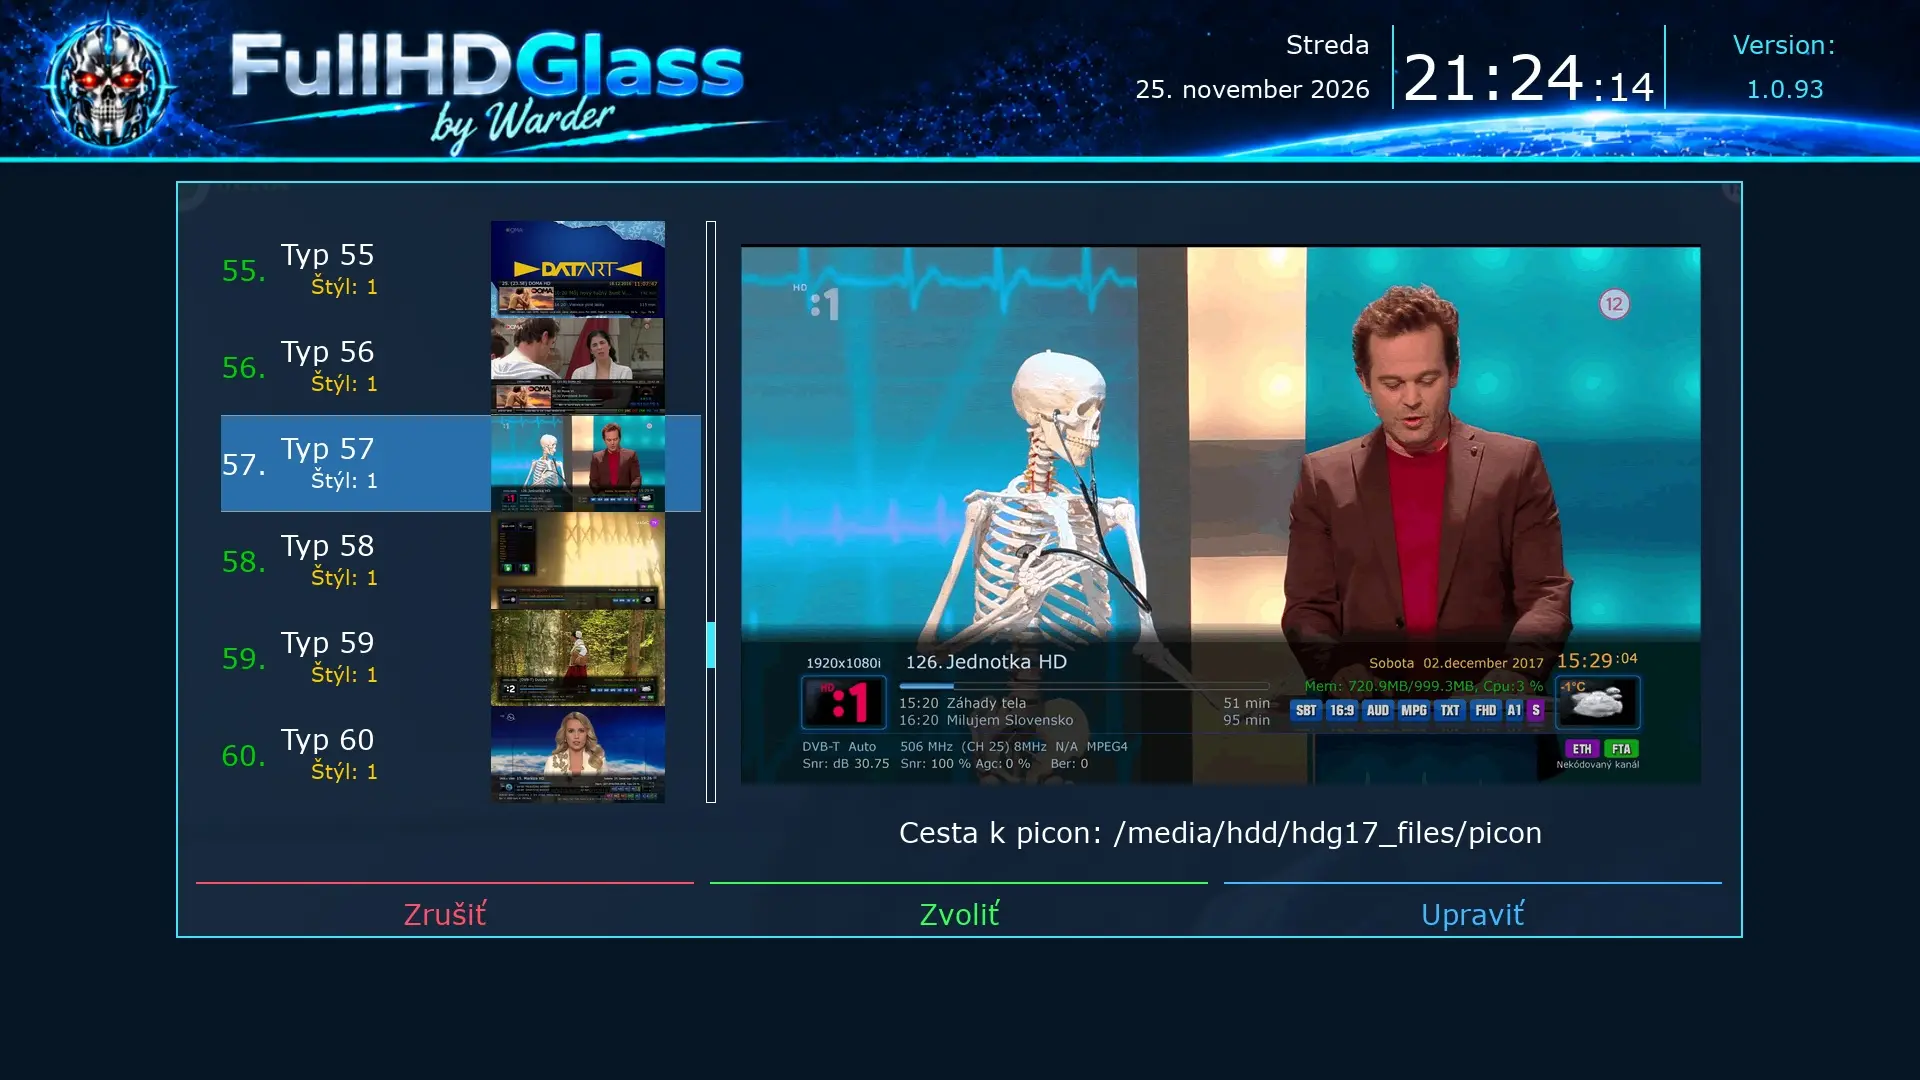 FullHDGlass
by Warder
Streda
25. november 2026
21:24:14
Version:
1.0.93
55. Typ 55
Štýl: 1
DATART
56. Typ 56
Štýl: 1
57. Typ 57
Štýl: 1
58. Typ 58
Štýl: 1
59. Typ 59
Štýl: 1
60. Typ 60
Štýl: 1
HD
:1
12
1920x1080i
126. Jednotka HD
Sobota 02.december 2017 15:29:04
Mem: 720.9MB/999.3MB, Cpu:3 %
HD :1
15:20 Záhady tela 51 min
16:20 Milujem Slovensko 95 min
SBT 16:9 AUD MPG TXT FHD A1 S
-1°C
DVB-T Auto 506 MHz (CH 25) 8MHz N/A MPEG4
Snr: dB 30.75 Snr: 100 % Agc: 0 % Ber: 0
ETH FTA
Nekódovaný kanál
Cesta k picon: /media/hdd/hdg17_files/picon
Zrušiť
Zvoliť
Upraviť